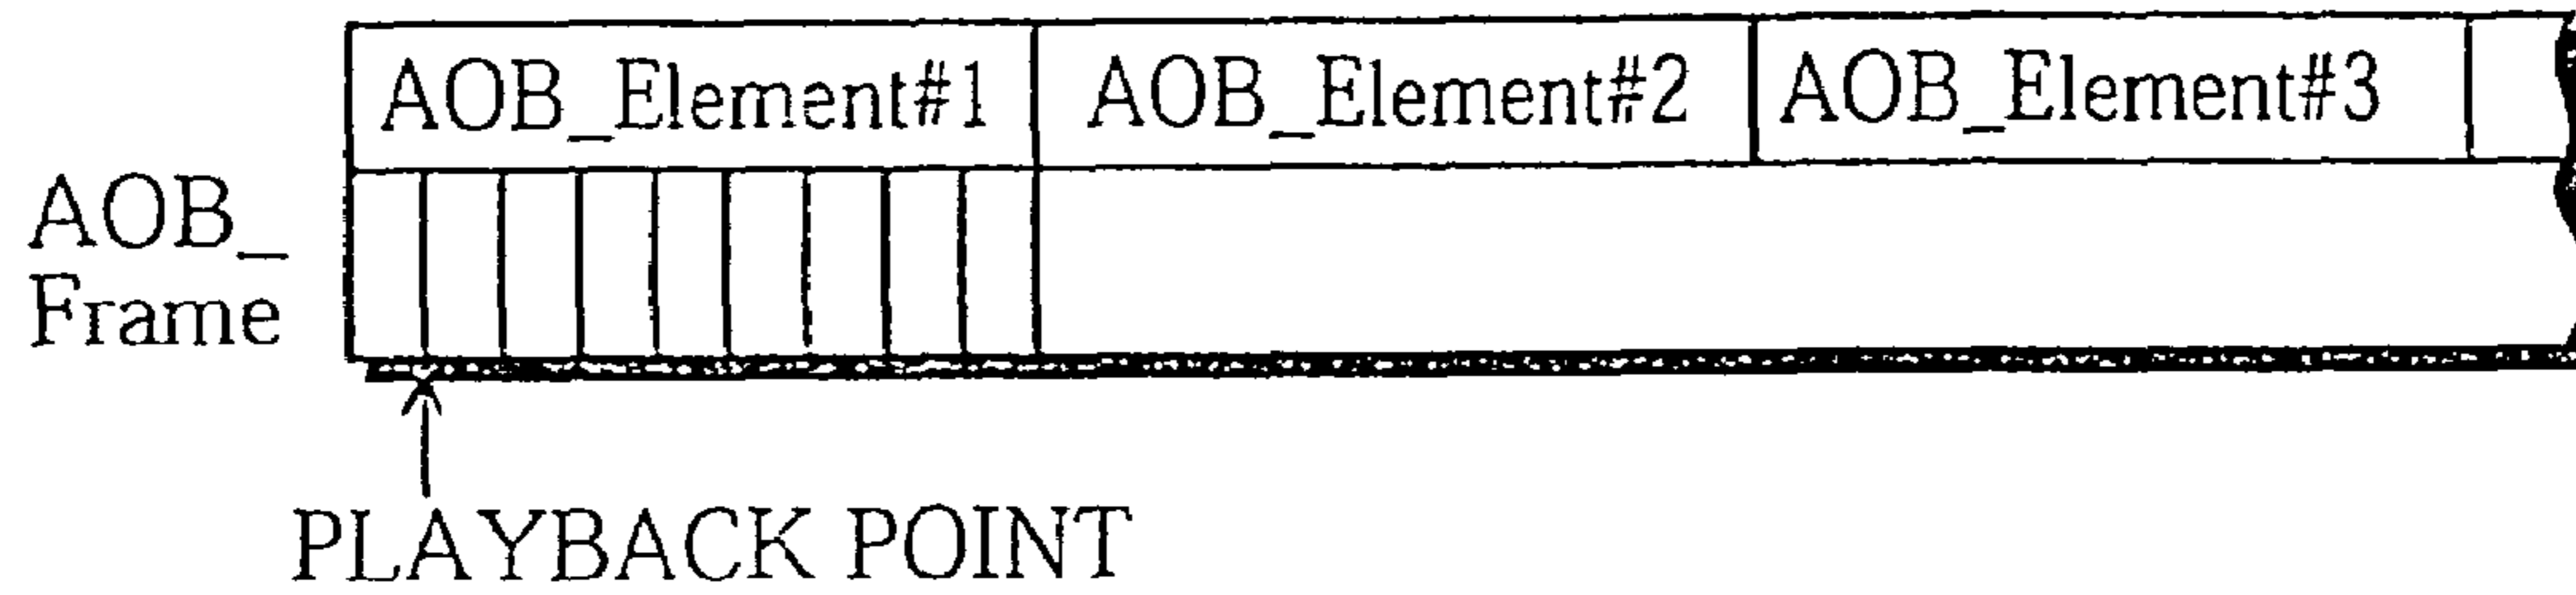 AOB_Element#1 AOB_Element#2 AOB_Element#3
AOB_
Frame
PLAYBACK POINT